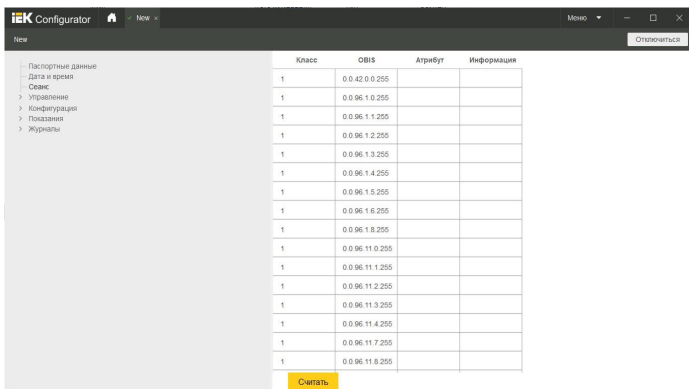 iEK Configurator New × Меню
New Отключиться
Паспортные данные
Дата и время
Сеанс
Управление
Конфигурация
Показания
Журналы
Класс OBIS Атрибут Информация
1 0.0.42.0.0.255
1 0.0.96.1.0.255
1 0.0.96.1.1.255
1 0.0.96.1.2.255
1 0.0.96.1.3.255
1 0.0.96.1.4.255
1 0.0.96.1.5.255
1 0.0.96.1.6.255
1 0.0.96.1.8.255
1 0.0.96.11.0.255
1 0.0.96.11.1.255
1 0.0.96.11.2.255
1 0.0.96.11.3.255
1 0.0.96.11.4.255
1 0.0.96.11.7.255
1 0.0.96.11.8.255
Считать